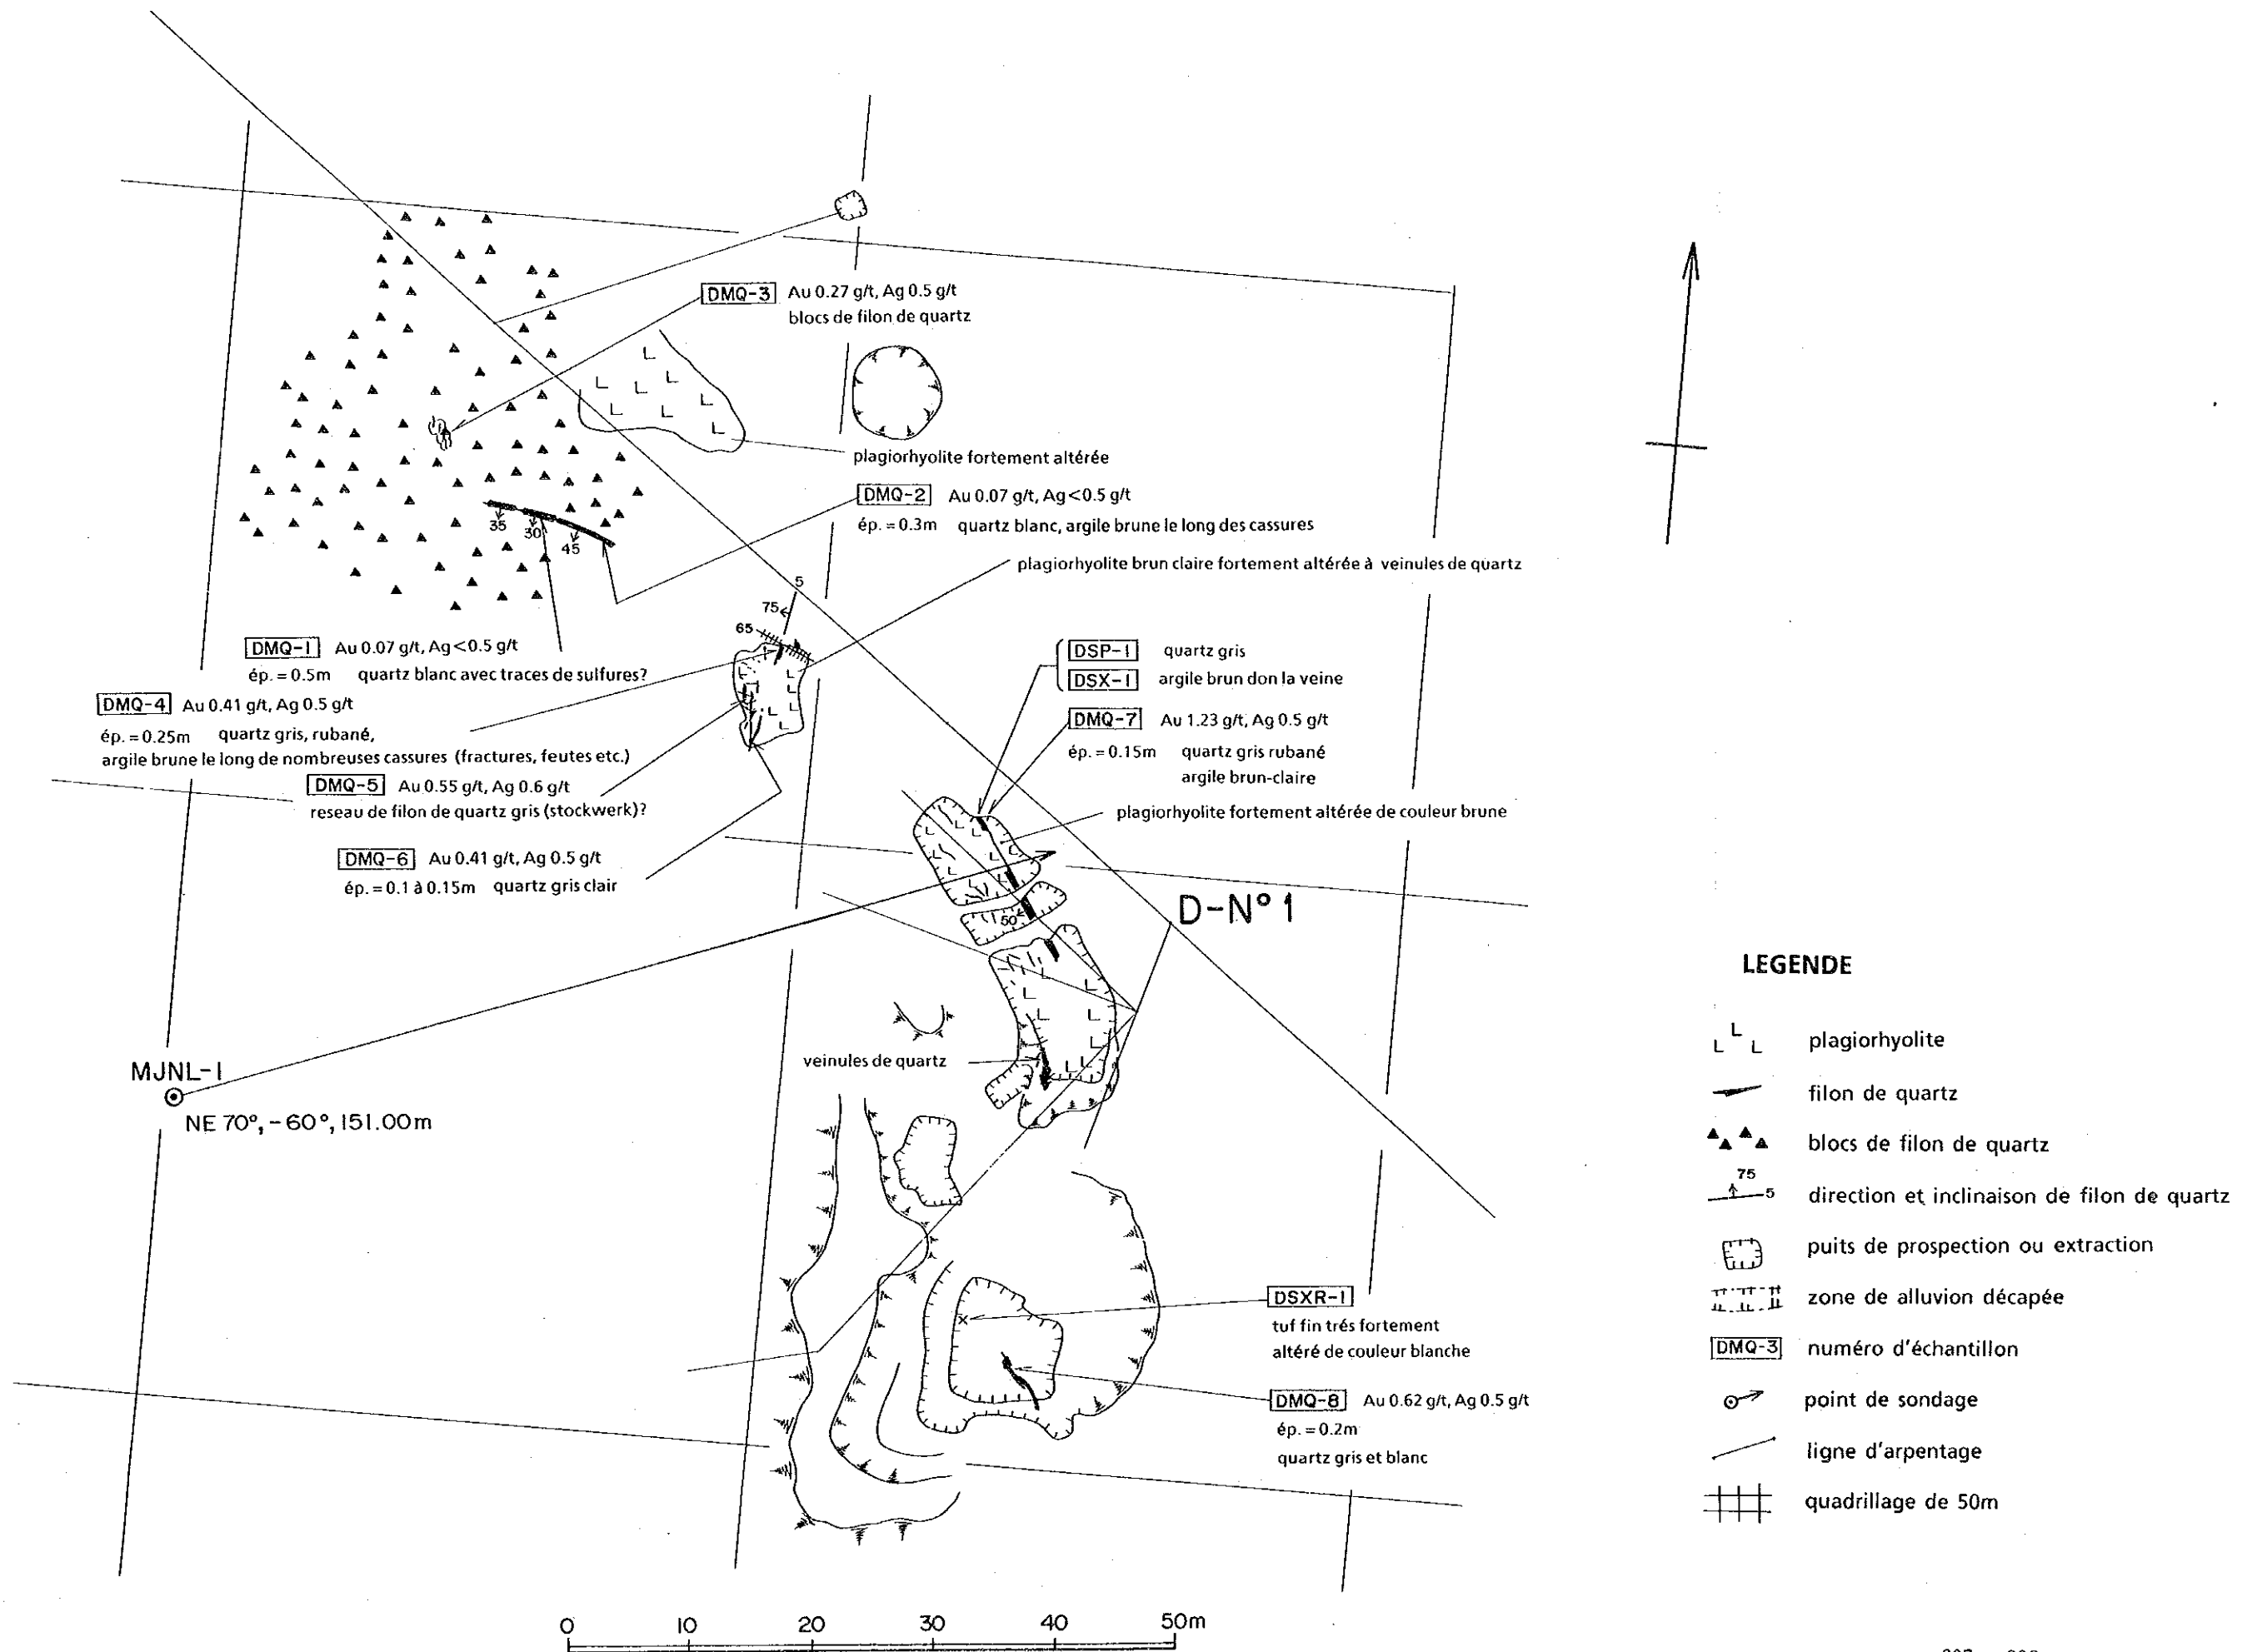 DMQ-3 Au 0.27 g/t, Ag 0.5 g/t
blocs de filon de quartz
plagiorhyolite fortement altérée
DMQ-2 Au 0.07 g/t, Ag<0.5 g/t
ép. = 0.3m quartz blanc, argile brune le long des cassures
35
30
45
plagiorhyolite brun claire fortement altérée à veinules de quartz
5
75
65
DMQ-1 Au 0.07 g/t, Ag<0.5 g/t
ép. = 0.5m quartz blanc avec traces de sulfures?
DSP-1 quartz gris
DSX-1 argile brun don la veine
DMQ-4 Au 0.41 g/t, Ag 0.5 g/t
ép. = 0.25m quartz gris, rubané,
argile brune le long de nombreuses cassures (fractures, feutes etc.)
DMQ-7 Au 1.23 g/t, Ag 0.5 g/t
ép. = 0.15m quartz gris rubané
argile brun-claire
DMQ-5 Au 0.55 g/t, Ag 0.6 g/t
reseau de filon de quartz gris (stockwerk)?
plagiorhyolite fortement altérée de couleur brune
DMQ-6 Au 0.41 g/t, Ag 0.5 g/t
ép. = 0.1 à 0.15m quartz gris clair
50
D-N° 1
veinules de quartz
MJNL-1
NE 70°, -60°, 151.00m
DSXR-1
tuf fin trés fortement
altéré de couleur blanche
DMQ-8 Au 0.62 g/t, Ag 0.5 g/t
ép. = 0.2m
quartz gris et blanc
LEGENDE
plagiorhyolite
filon de quartz
blocs de filon de quartz
75
5
direction et inclinaison de filon de quartz
puits de prospection ou extraction
zone de alluvion décapée
DMQ-3 numéro d'échantillon
point de sondage
ligne d'arpentage
quadrillage de 50m
0 10 20 30 40 50m